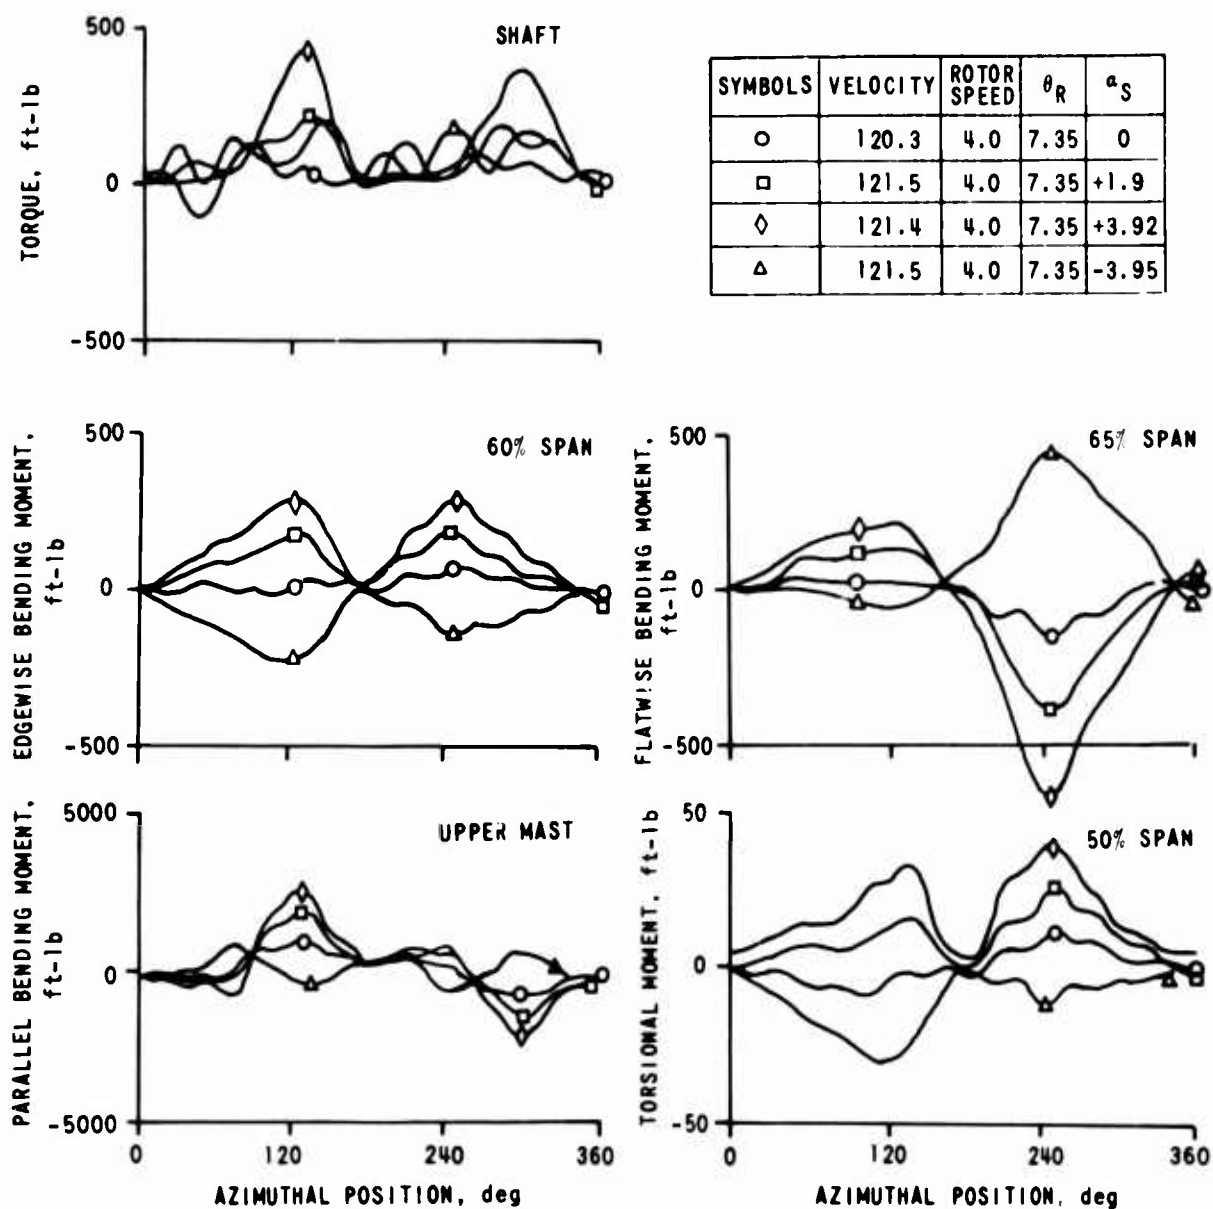 500
SHAFT
TORQUE, ft-lb
0
-500
SYMBOLS VELOCITY ROTOR SPEED θR αS
120.3 4.0 7.35 0
121.5 4.0 7.35 +1.9
121.4 4.0 7.35 +3.92
121.5 4.0 7.35 -3.95
500
60% SPAN
EDGEWISE BENDING MOMENT,
ft-lb
0
-500
500
65% SPAN
FLATWISE BENDING MOMENT,
ft-lb
0
-500
5000
UPPER MAST
PARALLEL BENDING MOMENT,
ft-lb
0
-5000
0 120 240 360
AZIMUTHAL POSITION, deg
50
50% SPAN
TORSIONAL MOMENT, ft-lb
0
-50
0 120 240 360
AZIMUTHAL POSITION, deg